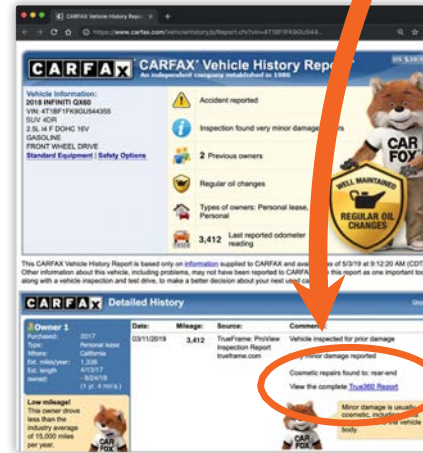 CARFAX Vehicle History Rep
https://www.carfax.com/VehicleHistory/p/Report.cfx?vin=4T1BF1FK9GU544...
CARFAX
CARFAX Vehicle History Rep
An independent company established in 1986
US $
Vehicle Information:
2018 INFINITI QX60
VIN: 4T1BF1FK9GU544355
SUV 4DR
2.5L I4 F DOHC 16V
GASOLINE
FRONT WHEEL DRIVE
Standard Equipment | Safety Options
Accident reported
Inspection found very minor damage
2 Previous owners
Regular oil changes
Types of owners: Personal lease,
Personal
3,412 Last reported odometer
reading
CAR
FOX
WELL MAINTAINED
REGULAR OIL
CHANGES
This CARFAX Vehicle History Report is based only on information supplied to CARFAX and as of 5/3/19 at 9:12:20 AM (CDT)
Other information about this vehicle, including problems, may not have been reported to CARFAX this report as one important too
along with a vehicle inspection and test drive, to make a better decision about your next used
CARFAX Detailed History
Owner 1
Purchased: 2017
Type: Personal lease
Where: California
Est. miles/year: 1,336
Est. length 4/13/17
owned: - 8/24/18
(1 yr. 4 mo's.)
Low mileage!
This owner drove
less than the
industry average
of 15,000 miles
per year.
CAR
FOX
Date: Mileage: Source: Comments
03/11/2019 3,412 TrueFrame: ProView
Inspection Report
trueframe.com
Vehicle inspected for prior damage
minor damage reported
Cosmetic repairs found to: rear-end
View the complete True360 Report
Minor damage is usually
cosmetic, including
the vehicle
body.
CAR
FOX